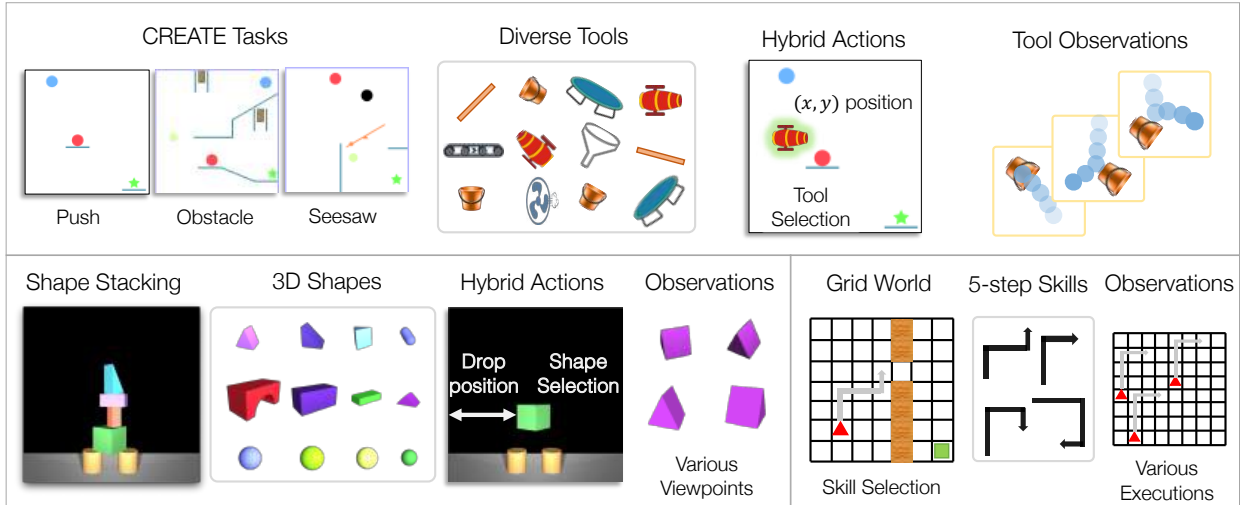 CREATE Tasks
Push
Obstacle
Seesaw
Diverse Tools
Hybrid Actions
(x, y) position
Tool
Selection
Tool Observations
Shape Stacking
3D Shapes
Hybrid Actions
Drop
position
Shape
Selection
Observations
Various
Viewpoints
Grid World
Skill Selection
5-step Skills
Observations
Various
Executions